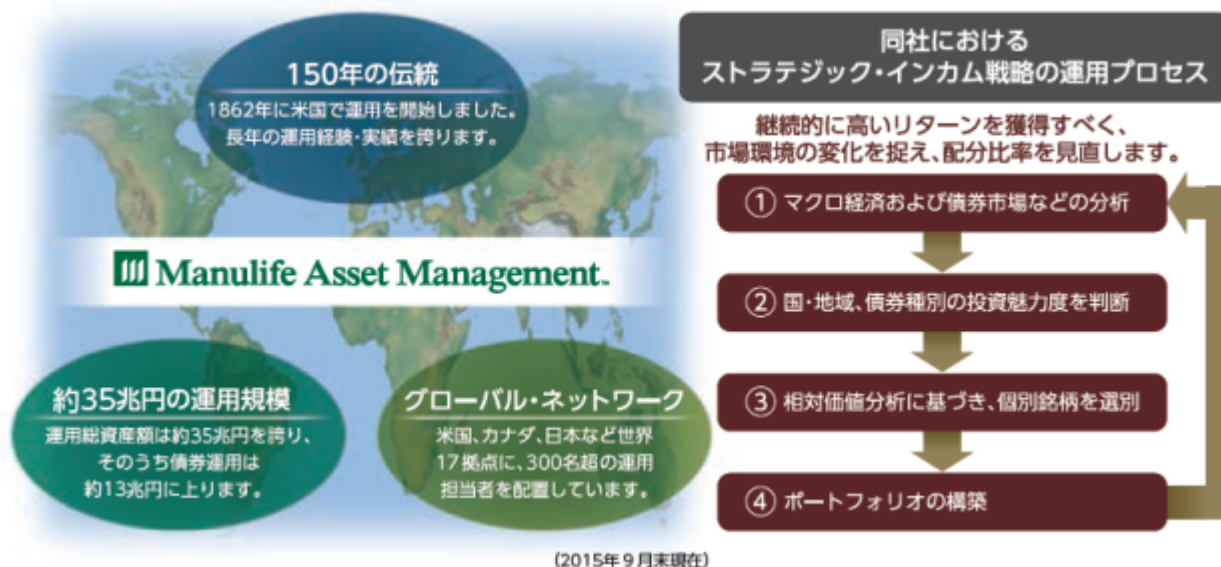 150年の伝統
1862年に米国で運用を開始しました。
長年の運用経験・実績を誇ります。
Manulife Asset Management™
約35兆円の運用規模
運用総資産額は約35兆円を誇り、
そのうち債券運用は
約13兆円に上ります。
グローバル・ネットワーク
米国、カナダ、日本など世界
17拠点に、300名超の運用
担当者を配置しています。
(2015年9月末現在)
同社における
ストラテジック・インカム戦略の運用プロセス
継続的に高いリターンを獲得すべく、
市場環境の変化を捉え、配分比率を見直します。
① マクロ経済および債券市場などの分析
② 国・地域、債券種別の投資魅力度を判断
③ 相対価値分析に基づき、個別銘柄を選別
④ ポートフォリオの構築